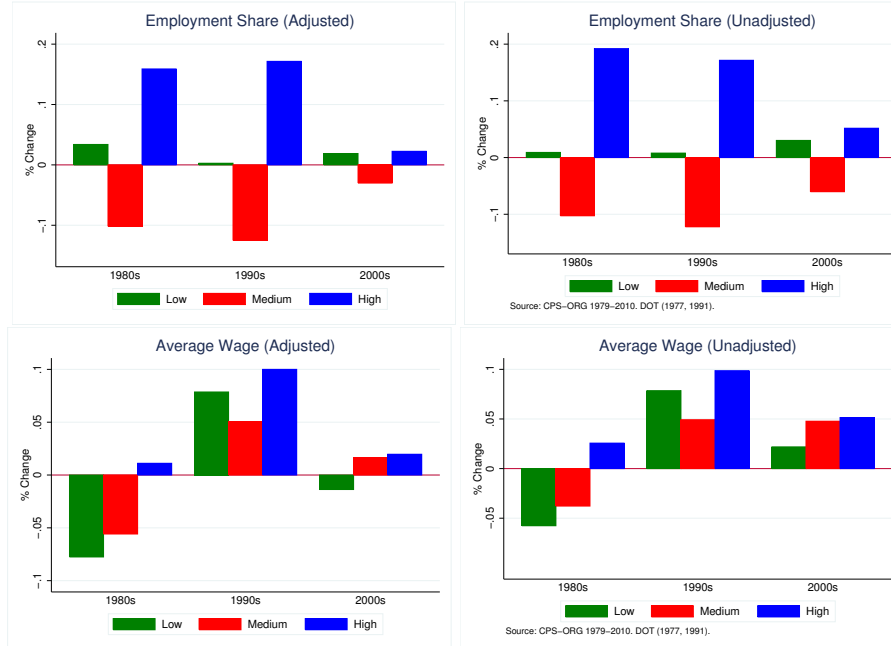 Employment Share (Adjusted)
% Change
.2
.1
0
-.1
1980s 1990s 2000s
Low Medium High
Employment Share (Unadjusted)
% Change
.2
.1
0
-.1
1980s 1990s 2000s
Low Medium High
Source: CPS-ORG 1979-2010. DOT (1977, 1991).
Average Wage (Adjusted)
% Change
.1
.05
0
-.05
-.1
1980s 1990s 2000s
Low Medium High
Average Wage (Unadjusted)
% Change
.1
.05
0
-.05
1980s 1990s 2000s
Low Medium High
Source: CPS-ORG 1979-2010. DOT (1977, 1991).